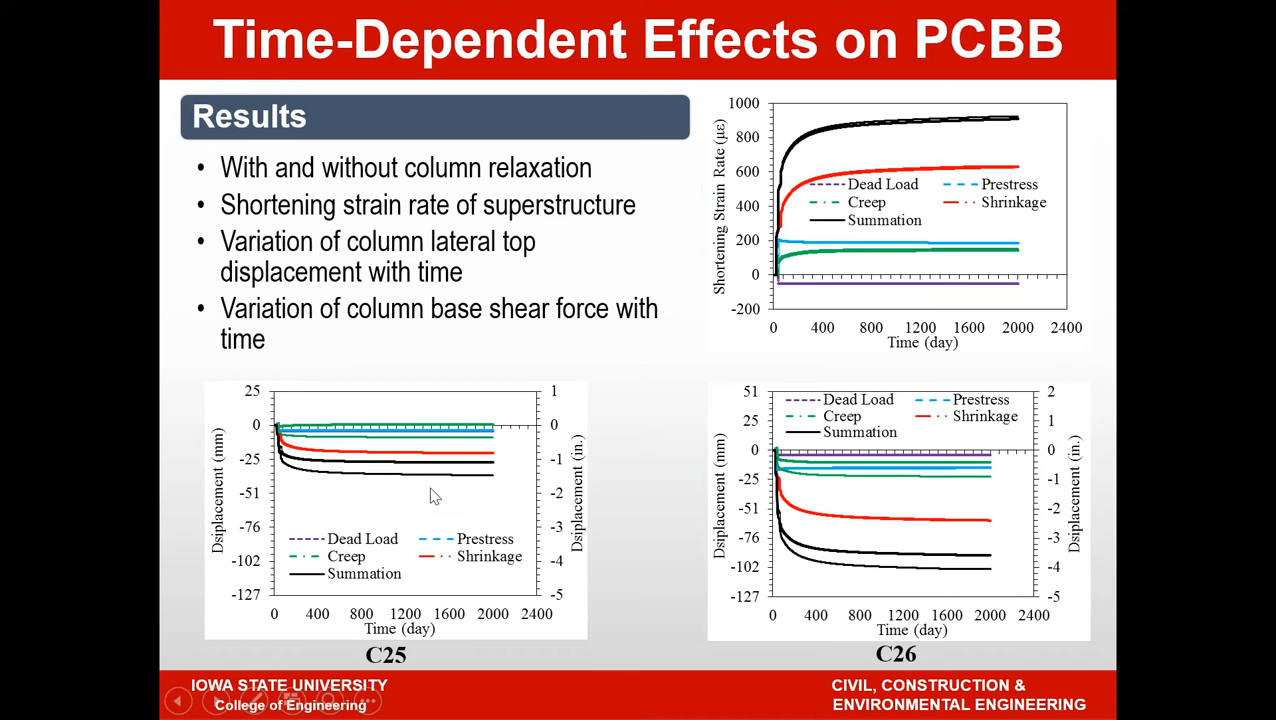 Time-Dependent Effects on PCBB
Results
• With and without column relaxation
• Shortening strain rate of superstructure
• Variation of column lateral top
displacement with time
• Variation of column base shear force with
time
1000
800
600
400
200
0
-200
Shortening Strain Rate (με)
Dead Load
Prestress
Creep
Shrinkage
Summation
0 400 800 1200 1600 2000 2400
Time (day)
25
0
-25
-51
-76
-102
-127
Dsiplacement (mm)
1
0
-1
-2
-3
-4
-5
Dsiplacement (in.)
Dead Load
Prestress
Creep
Shrinkage
Summation
0 400 800 1200 1600 2000 2400
Time (day)
C25
51
25
0
-25
-51
-76
-102
-127
Dsiplacement (mm)
2
1
0
-1
-2
-3
-4
-5
Dsiplacement (in.)
Dead Load
Prestress
Creep
Shrinkage
Summation
0 400 800 1200 1600 2000 2400
Time (day)
C26
IOWA STATE UNIVERSITY
College of Engineering
CIVIL, CONSTRUCTION &
ENVIRONMENTAL ENGINEERING